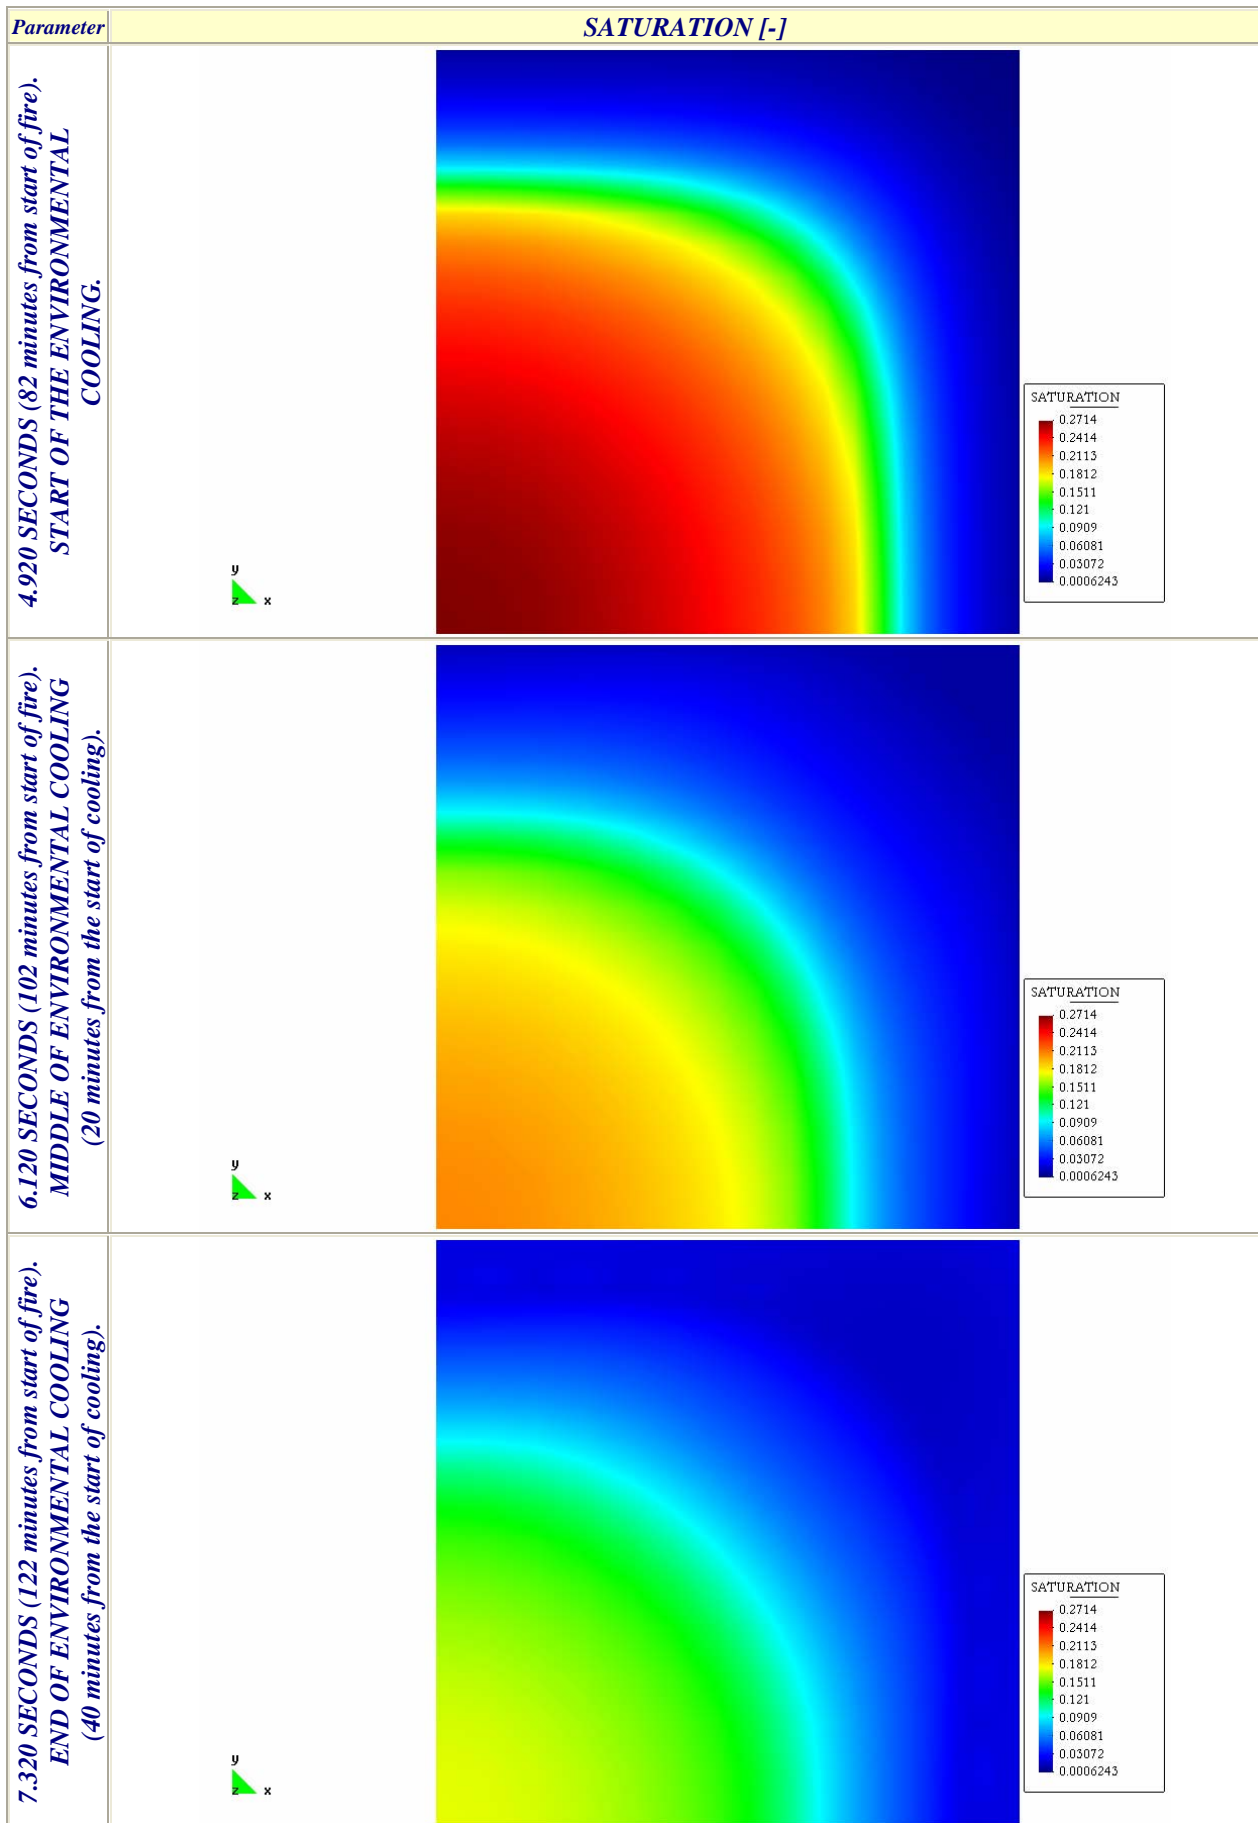 Parameter
SATURATION [-]
4.920 SECONDS (82 minutes from start of fire).
START OF THE ENVIRONMENTAL
COOLING.
y
z x
SATURATION
0.2714
0.2414
0.2113
0.1812
0.1511
0.121
0.0909
0.06081
0.03072
0.0006243
6.120 SECONDS (102 minutes from start of fire).
MIDDLE OF ENVIRONMENTAL COOLING
(20 minutes from the start of cooling).
y
z x
SATURATION
0.2714
0.2414
0.2113
0.1812
0.1511
0.121
0.0909
0.06081
0.03072
0.0006243
7.320 SECONDS (122 minutes from start of fire).
END OF ENVIRONMENTAL COOLING
(40 minutes from the start of cooling).
y
z x
SATURATION
0.2714
0.2414
0.2113
0.1812
0.1511
0.121
0.0909
0.06081
0.03072
0.0006243